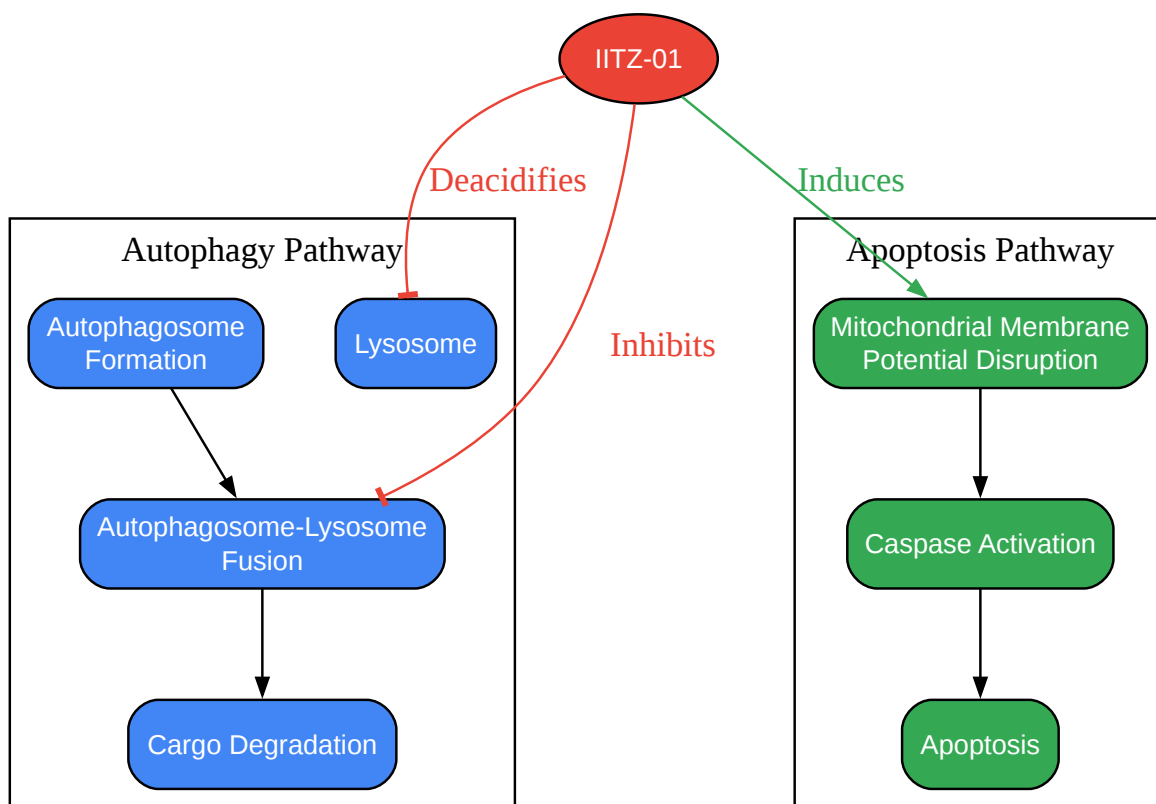 IITZ-01
Deacidifies
Induces
Autophagy Pathway
Apoptosis Pathway
Autophagosome
Formation
Lysosome
Inhibits
Mitochondrial Membrane
Potential Disruption
Autophagosome-Lysosome
Fusion
Caspase Activation
Cargo Degradation
Apoptosis